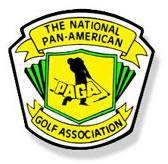 THE NATIONAL
PAN-AMERICAN
PAGA
GOLF ASSOCIATION